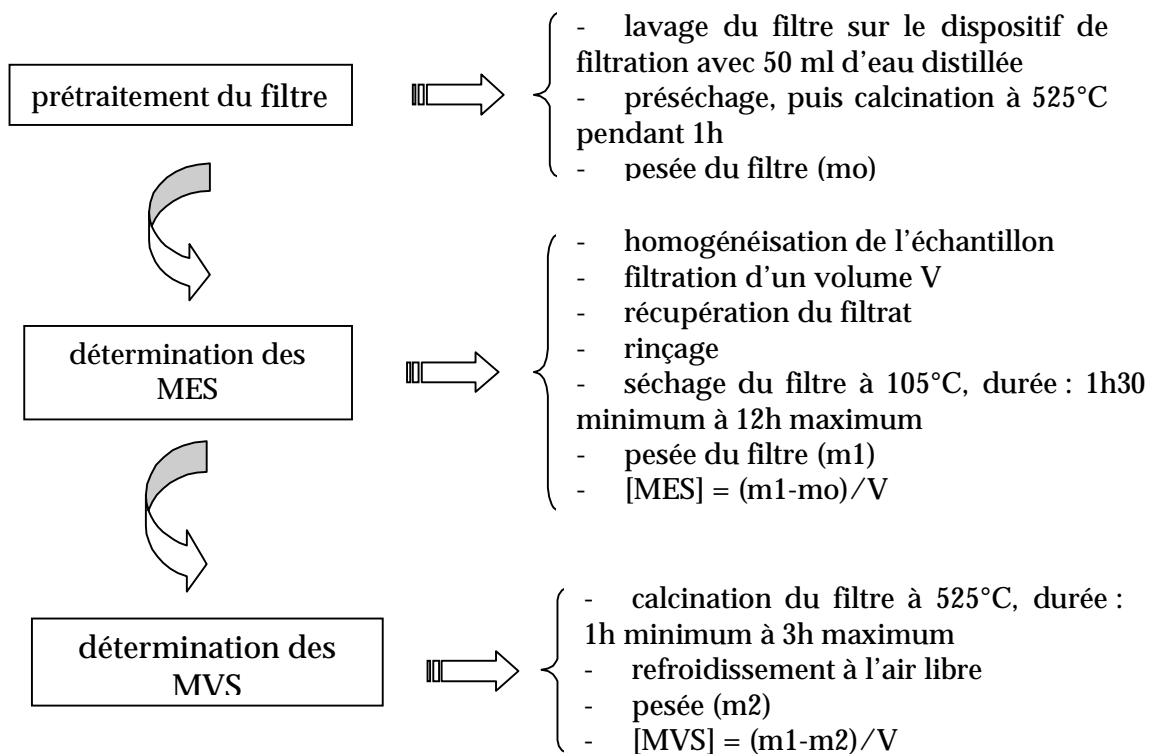 prétraitement du filtre
- lavage du filtre sur le dispositif de
filtration avec 50 ml d’eau distillée
- préséchage, puis calcination à 525°C
pendant 1h
- pesée du filtre (mo)
détermination des
MES
- homogénéisation de l’échantillon
- filtration d’un volume V
- récupération du filtrat
- rinçage
- séchage du filtre à 105°C, durée : 1h30
minimum à 12h maximum
- pesée du filtre (m1)
- [MES] = (m1-mo)/V
détermination des
MVS
- calcination du filtre à 525°C, durée :
1h minimum à 3h maximum
- refroidissement à l’air libre
- pesée (m2)
- [MVS] = (m1-m2)/V